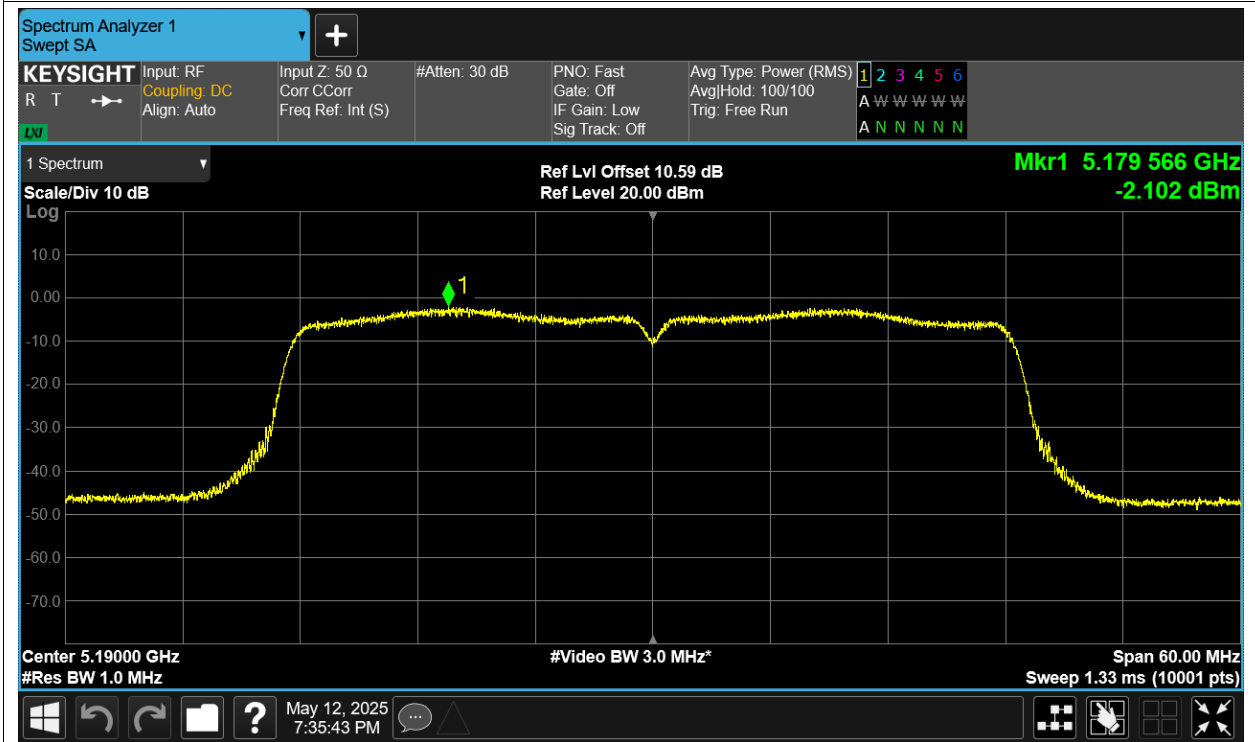 Spectrum Analyzer 1
Swept SA
+
KEYSIGHT
R T
LXI
Input: RF
Coupling: DC
Align: Auto
Input Z: 50 Ω
Corr CCorr
Freq Ref: Int (S)
#Atten: 30 dB
PNO: Fast
Gate: Off
IF Gain: Low
Sig Track: Off
Avg Type: Power (RMS)
Avg|Hold: 100/100
Trig: Free Run
1 2 3 4 5 6
A W W W W W
A N N N N N
1 Spectrum
Scale/Div 10 dB
Log
Ref Lvl Offset 10.59 dB
Ref Level 20.00 dBm
Mkr1 5.179 566 GHz
-2.102 dBm
10.0
0.00
-10.0
-20.0
-30.0
-40.0
-50.0
-60.0
-70.0
1
Center 5.19000 GHz
#Res BW 1.0 MHz
#Video BW 3.0 MHz*
Span 60.00 MHz
Sweep 1.33 ms (10001 pts)
?
May 12, 2025
7:35:43 PM